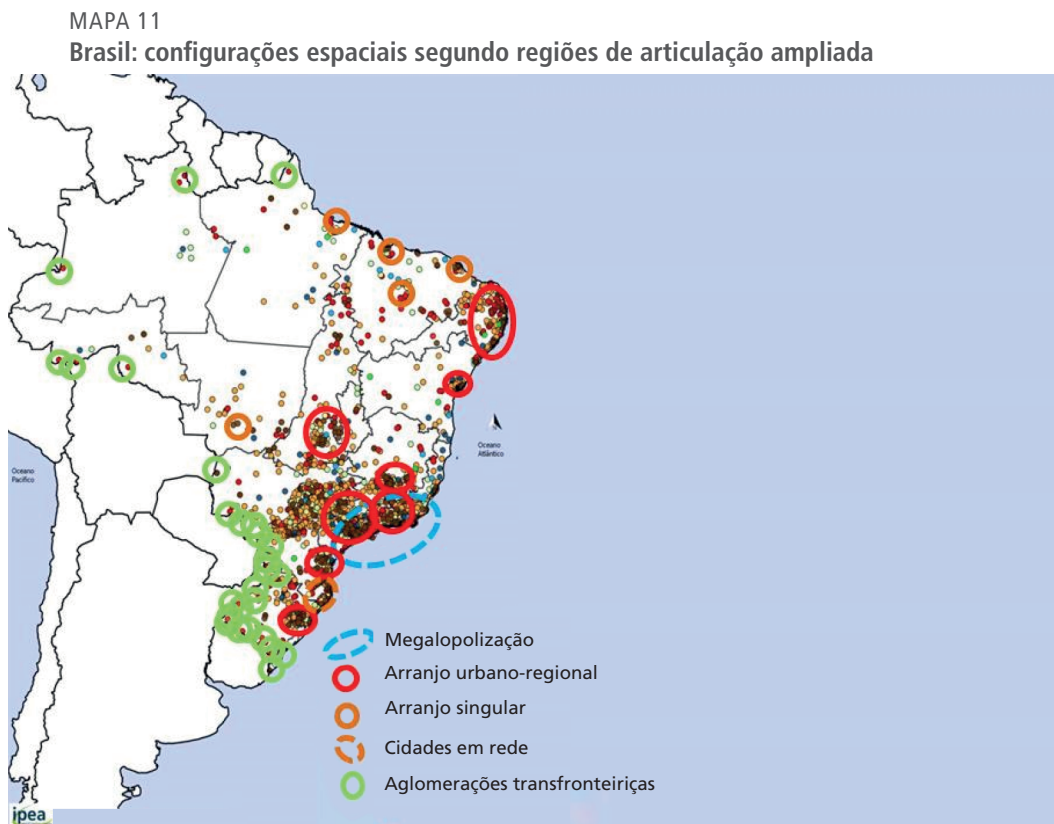 MAPA 11
Brasil: configurações espaciais segundo regiões de articulação ampliada
Oceano
Atlântico
Oceano
Pacífico
Megalopolização
Arranjo urbano-regional
Arranjo singular
Cidades em rede
Aglomerações transfronteiriças
ipea